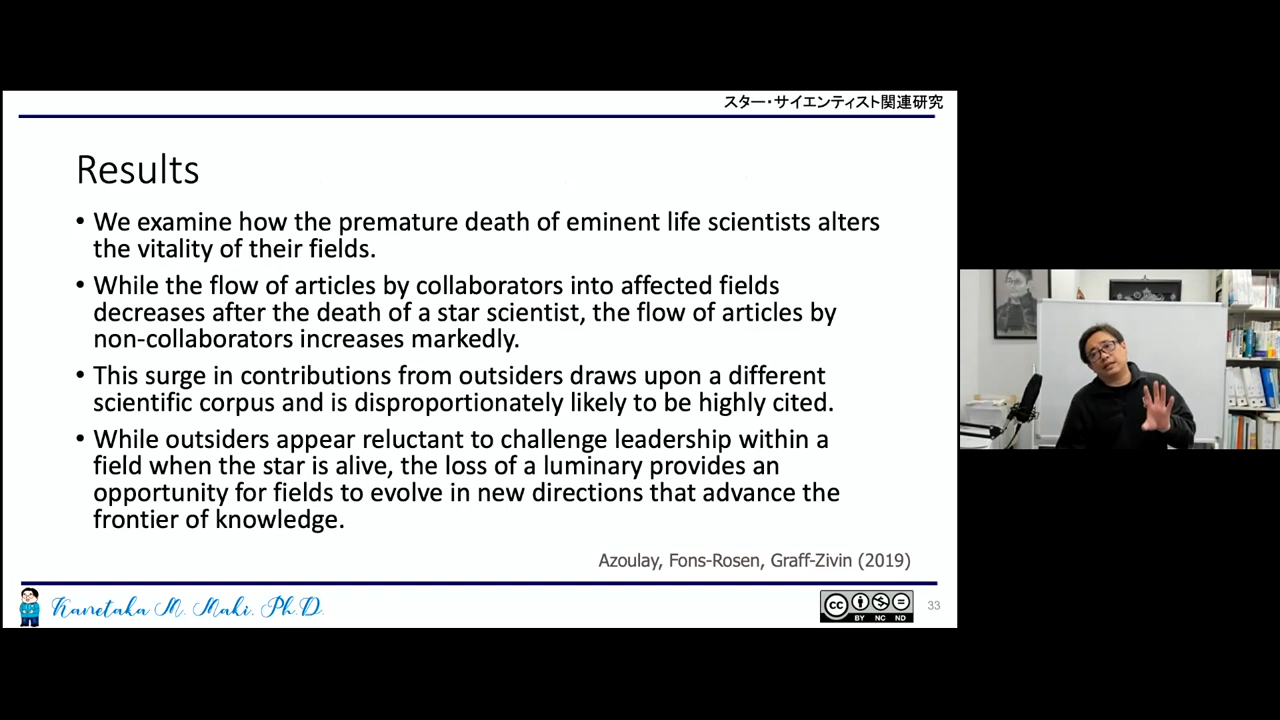 スター・サイエンティスト関連研究
Results
• We examine how the premature death of eminent life scientists alters
the vitality of their fields.
• While the flow of articles by collaborators into affected fields
decreases after the death of a star scientist, the flow of articles by
non-collaborators increases markedly.
• This surge in contributions from outsiders draws upon a different
scientific corpus and is disproportionately likely to be highly cited.
• While outsiders appear reluctant to challenge leadership within a
field when the star is alive, the loss of a luminary provides an
opportunity for fields to evolve in new directions that advance the
frontier of knowledge.
Azoulay, Fons-Rosen, Graff-Zivin (2019)
Kanetaka M. Maki, Ph.D.
CC
BY NC ND
33